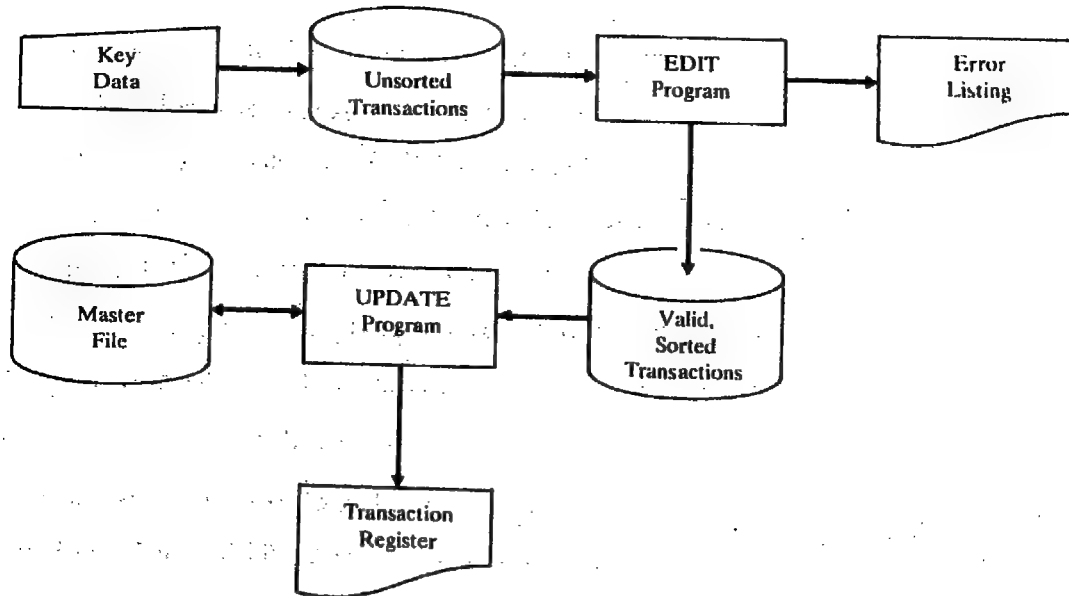 Key
Data
Unsorted
Transactions
EDIT
Program
Error
Listing
Master
File
UPDATE
Program
Valid,
Sorted
Transactions
Transaction
Register